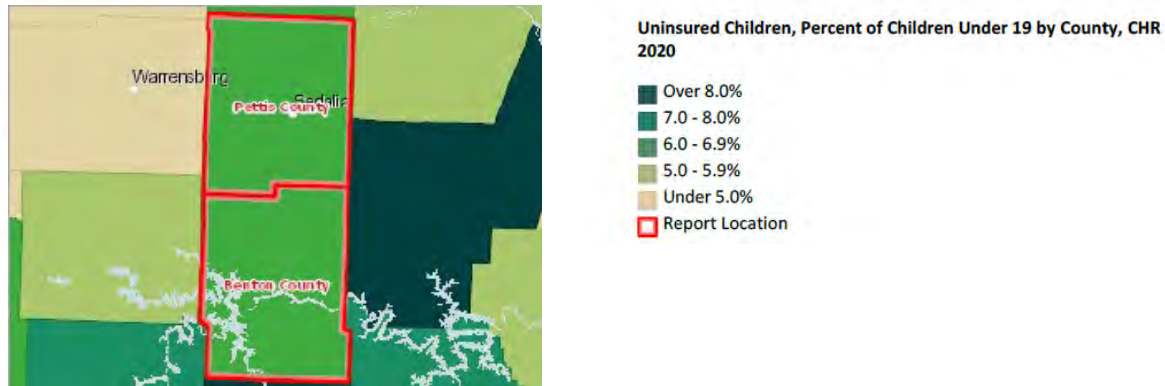 Warrensburg
Sedalia
Pettis County
Benton County
Uninsured Children, Percent of Children Under 19 by County, CHR
2020
Over 8.0%
7.0 - 8.0%
6.0 - 6.9%
5.0 - 5.9%
Under 5.0%
Report Location